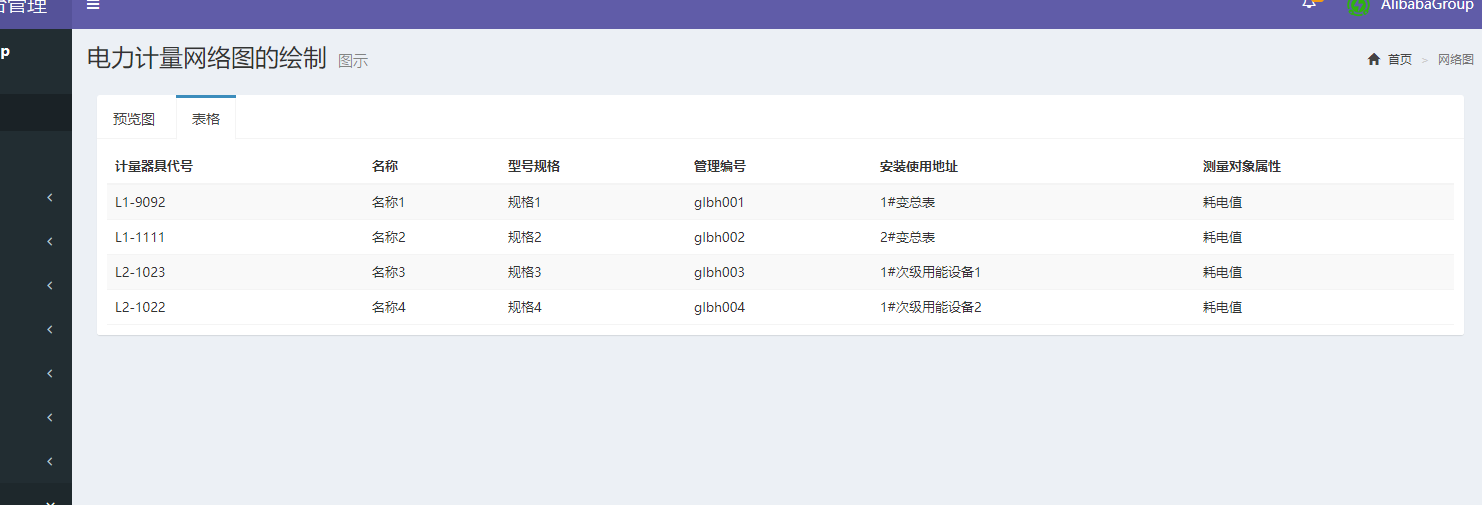 管理
AlibabaGroup
p
电力计量网络图的绘制 图示
首页 > 网络图
预览图 表格
计量器具代号 名称 型号规格 管理编号 安装使用地址 测量对象属性
L1-9092 名称1 规格1 glbh001 1#变总表 耗电值
L1-1111 名称2 规格2 glbh002 2#变总表 耗电值
L2-1023 名称3 规格3 glbh003 1#次级用能设备1 耗电值
L2-1022 名称4 规格4 glbh004 1#次级用能设备2 耗电值